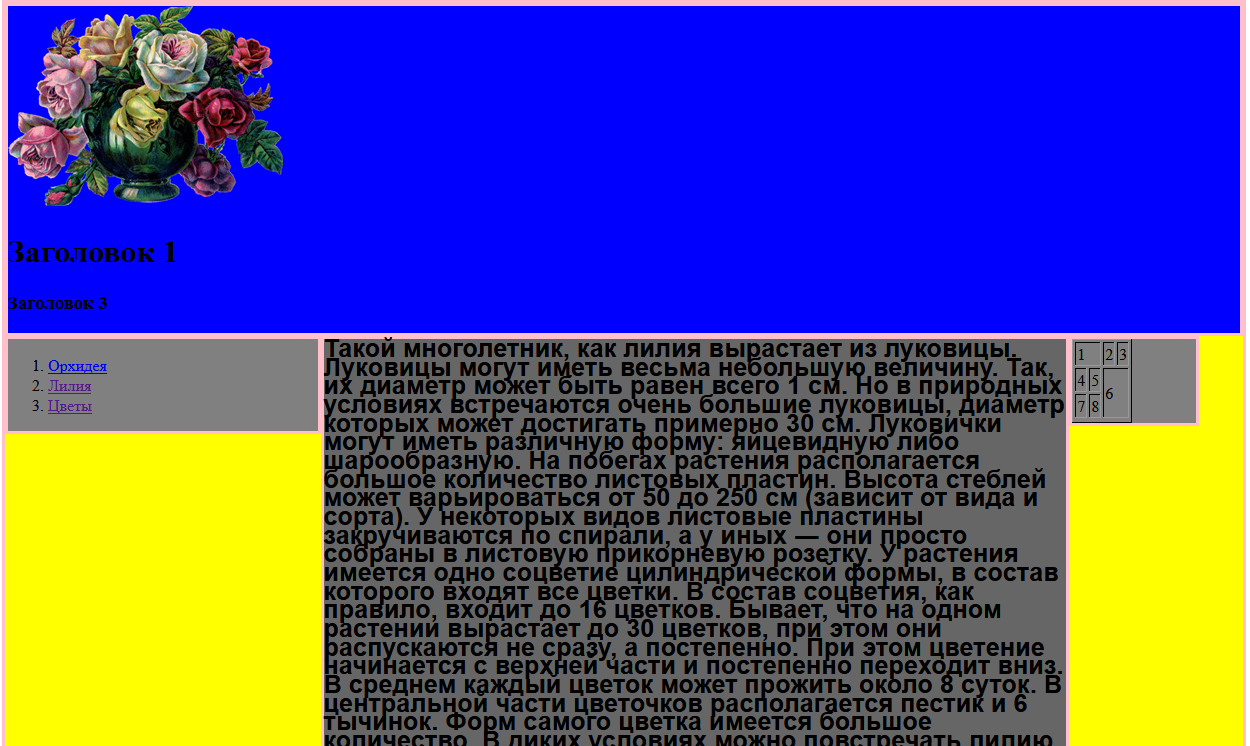 Заголовок 1
Заголовок 3
1. Орхидея
2. Лилия
3. Цветы
Такой многолетник, как лилия вырастает из луковицы.
Луковицы могут иметь весьма небольшую величину. Так,
их диаметр может быть равен всего 1 см. Но в природных
условиях встречаются очень большие луковицы, диаметр
которых может достигать примерно 30 см. Луковички
могут иметь различную форму: яйцевидную либо
шарообразную. На побегах растения располагается
большое количество листовых пластин. Высота стеблей
может варьироваться от 50 до 250 см (зависит от вида и
сорта). У некоторых видов листовые пластины
закручиваются по спирали, а у иных — они просто
собраны в листовую прикорневую розетку. У растения
имеется одно соцветие цилиндрической формы, в состав
которого входят все цветки. В состав соцветия, как
правило, входит до 16 цветков. Бывает, что на одном
растении вырастает до 30 цветков, при этом они
распускаются не сразу, а постепенно. При этом цветение
начинается с верхней части и постепенно переходит вниз.
В среднем каждый цветок может прожить около 8 суток. В
центральной части цветочков располагается пестик и 6
тычинок. Форм самого цветка имеется большое
количество. В диких условиях можно повстречать лилию
1 2 3
4 5 6
7 8